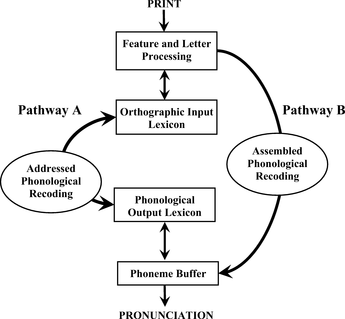 PRINT
Feature and Letter
Processing
Pathway A
Pathway B
Orthographic Input
Lexicon
Addressed
Phonological
Recoding
Assembled
Phonological
Recoding
Phonological
Output Lexicon
Phoneme Buffer
PRONUNCIATION